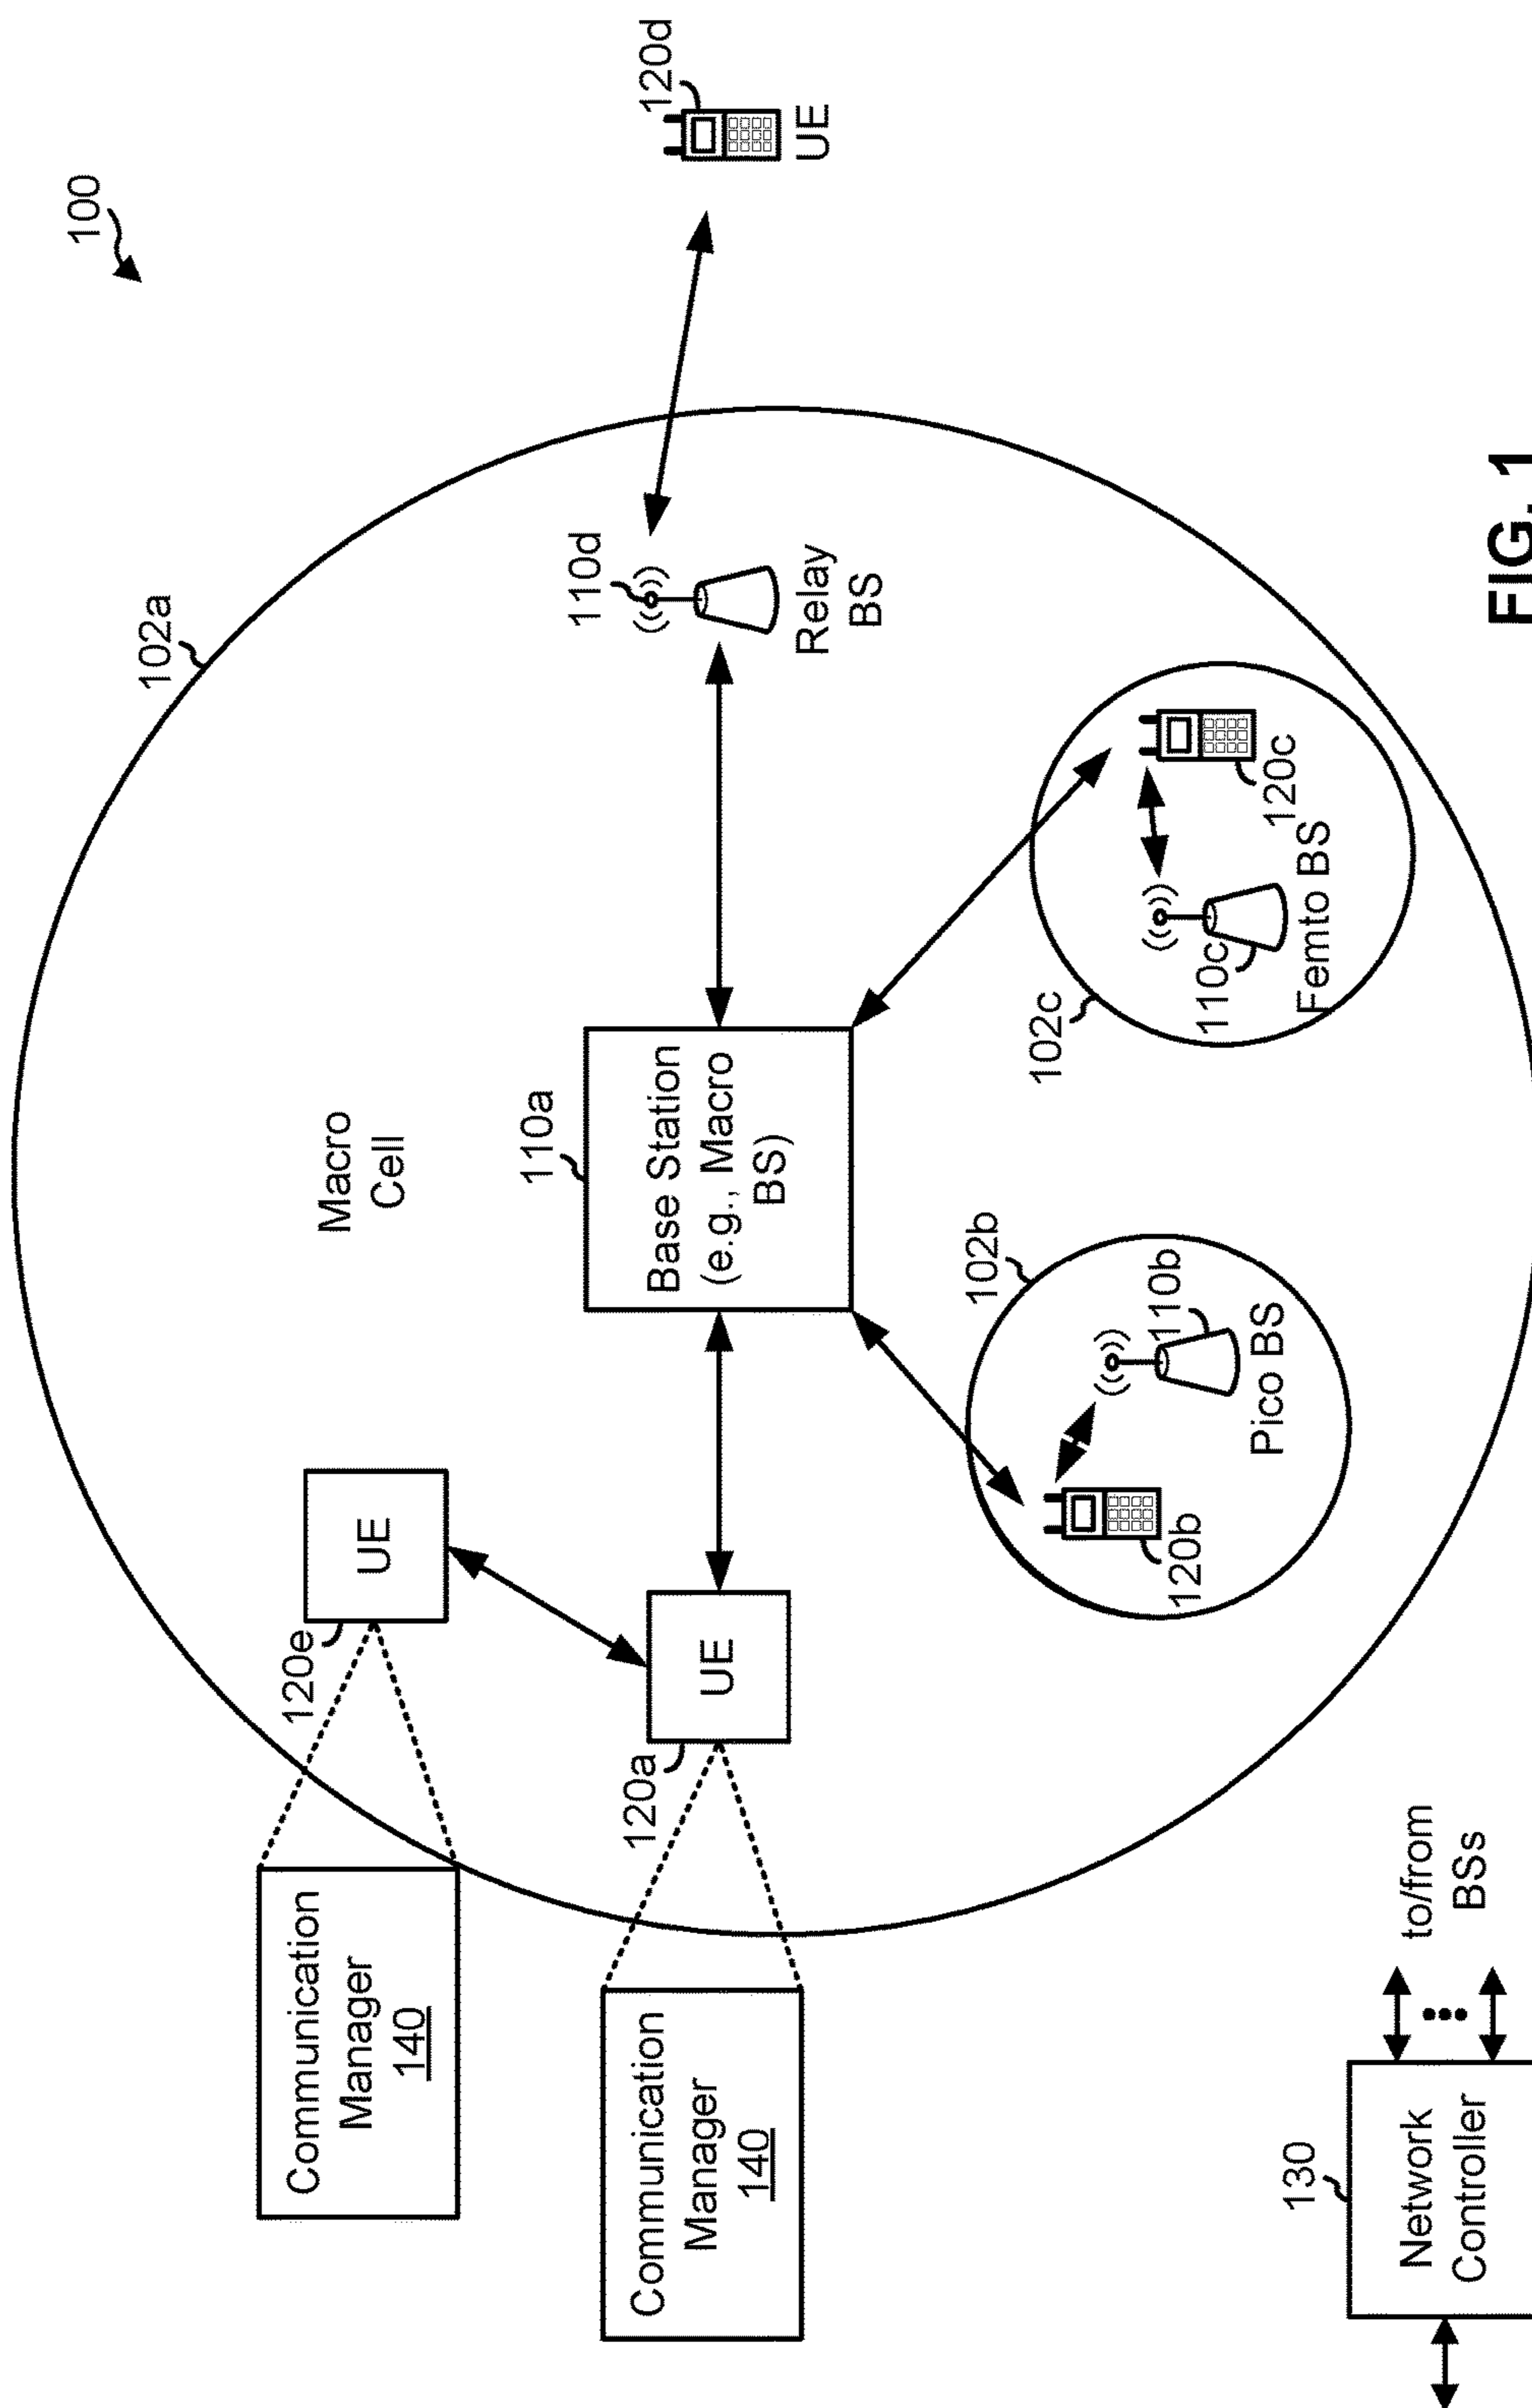 100
102a
Macro
Cell
120e
UE
Communication
Manager
140
110a
Base Station
(e.g., Macro
BS)
110d
Relay
BS
120d
UE
120a
UE
Communication
Manager
140
102b
110b
Pico BS
120b
102c
110c
Femto BS
120c
130
Network
Controller
to/from
BSs
FIG. 1